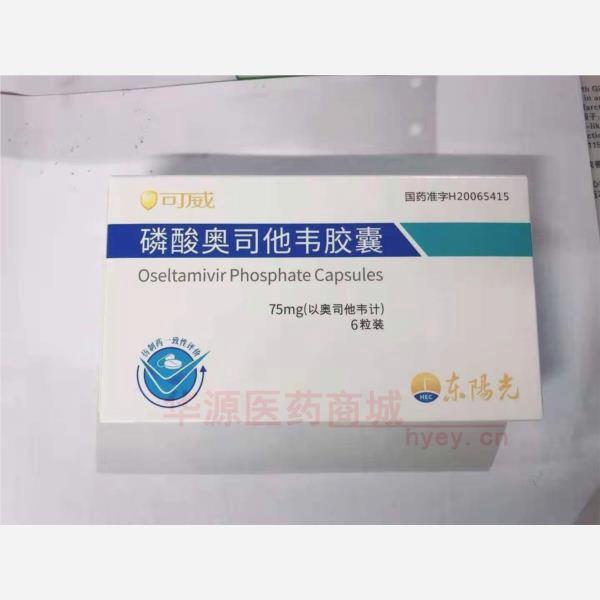 可威
国药准字H20065415
磷酸奥司他韦胶囊
Oseltamivir Phosphate Capsules
75mg(以奥司他韦计)
6粒装
仿制药一致性评价
HEC
东陽光
华源医药商城
hyey.cn